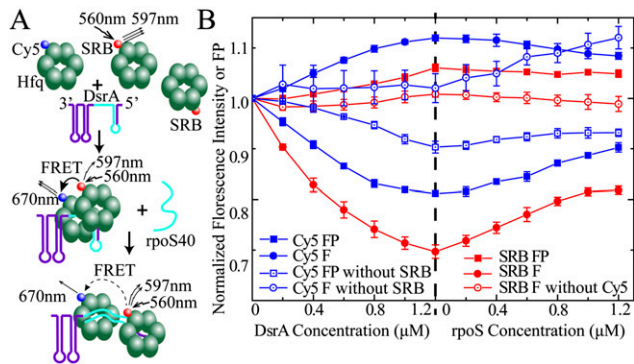 A
560nm
597nm
Cy5
SRB
Hfq
+
3'
DsrA
5'
SRB
FRET
597nm
560nm
670nm
+
rpoS40
FRET
670nm
597nm
560nm
B
Normalized Florescence Intensity or FP
1.1
1.0
0.9
0.8
0.7
Cy5 FP
Cy5 F
Cy5 FP without SRB
Cy5 F without SRB
SRB FP
SRB F
SRB F without Cy5
0 0.4 0.8 1.2 0 0.4 0.8 1.2
DsrA Concentration (μM)
rpoS Concentration (μM)